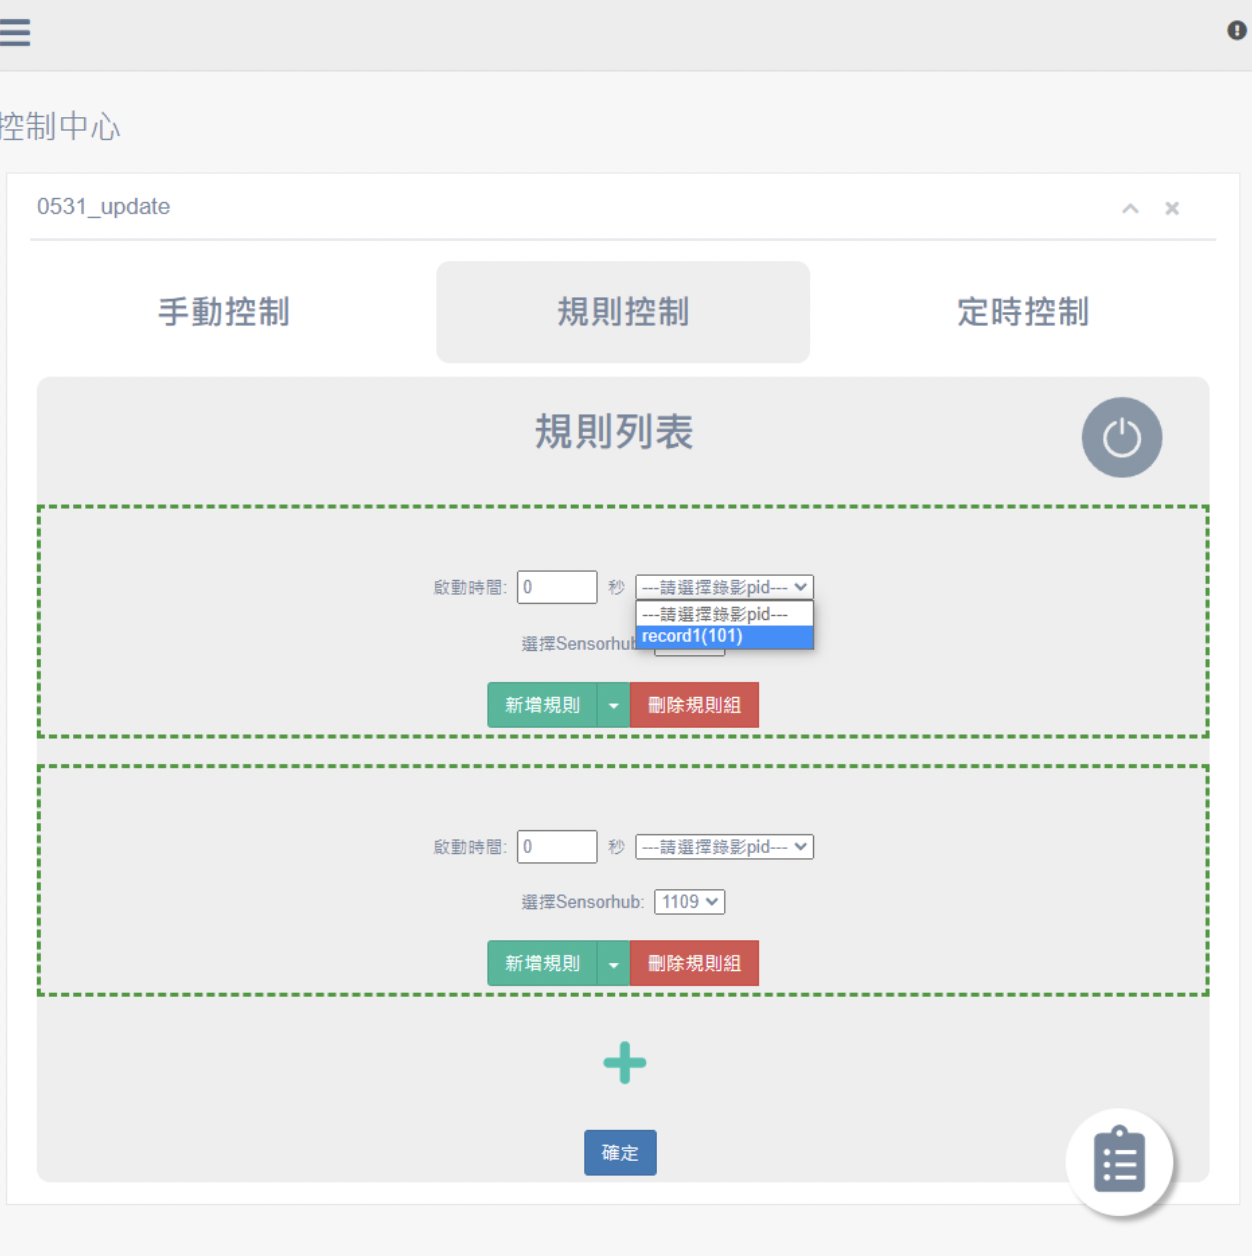 控制中心
0531_update
手動控制 規則控制 定時控制
規則列表
啟動時間: 0 秒 ---請選擇錄影pid---
---請選擇錄影pid---
record1(101)
選擇Sensorhub
新增規則 刪除規則組
啟動時間: 0 秒 ---請選擇錄影pid---
選擇Sensorhub: 1109
新增規則 刪除規則組
確定